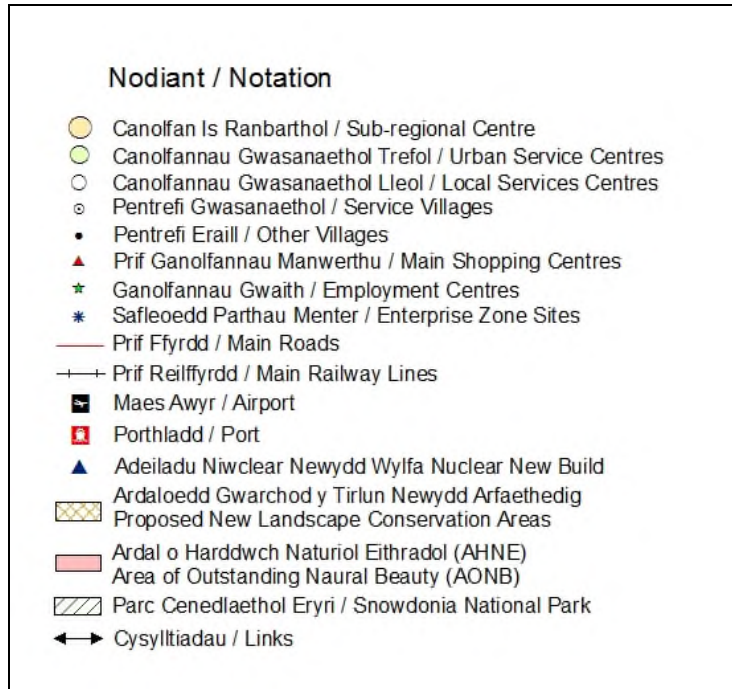 Nodiant / Notation
Canolfan Is Ranbarthol / Sub-regional Centre
Canolfannau Gwasanaethol Trefol / Urban Service Centres
Canolfannau Gwasanaethol Lleol / Local Services Centres
Pentrefi Gwasanaethol / Service Villages
Pentrefi Eraill / Other Villages
Prif Ganolfannau Manwerthu / Main Shopping Centres
Ganolfannau Gwaith / Employment Centres
Safleoedd Parthau Menter / Enterprise Zone Sites
Prif Ffyrdd / Main Roads
Prif Reilffyrdd / Main Railway Lines
Maes Awyr / Airport
Porthladd / Port
Adeiladu Niwclear Newydd Wylfa Nuclear New Build
Ardaloedd Gwarchod y Tirlun Newydd Arfaethedig
Proposed New Landscape Conservation Areas
Ardal o Harddwch Naturiol Eithradol (AHNE)
Area of Outstanding Naural Beauty (AONB)
Parc Cenedlaethol Eryri / Snowdonia National Park
Cysylltiadau / Links